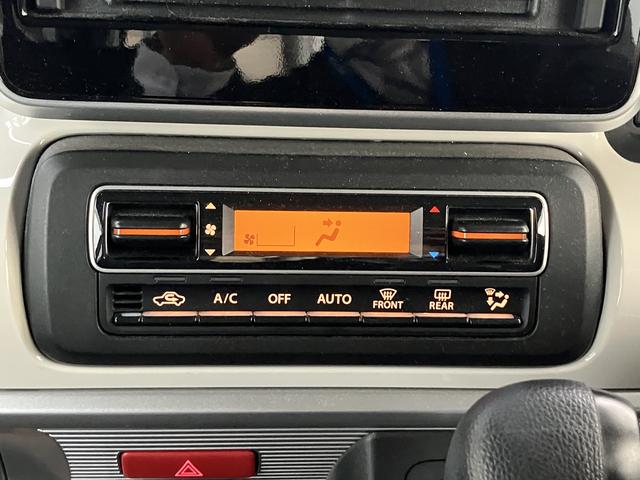 A/C OFF AUTO FRONT REAR